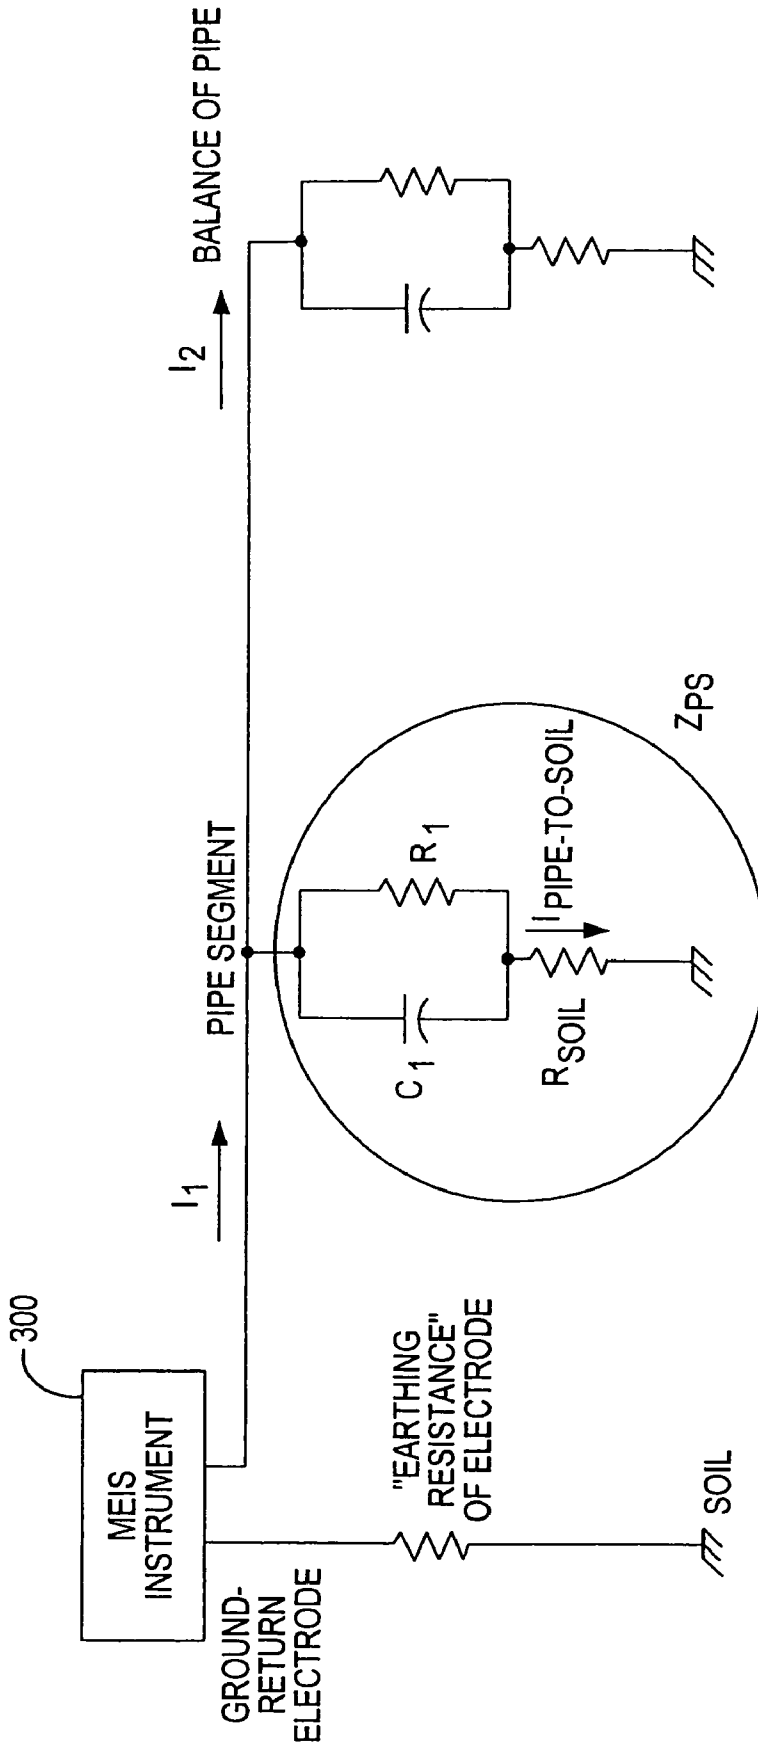 300
MEIS
INSTRUMENT
GROUND-
RETURN
ELECTRODE
"EARTHING
RESISTANCE"
OF ELECTRODE
SOIL
I1
PIPE SEGMENT
C1
R1
RSOIL
IPIPE-TO-SOIL
ZPS
I2
BALANCE OF PIPE